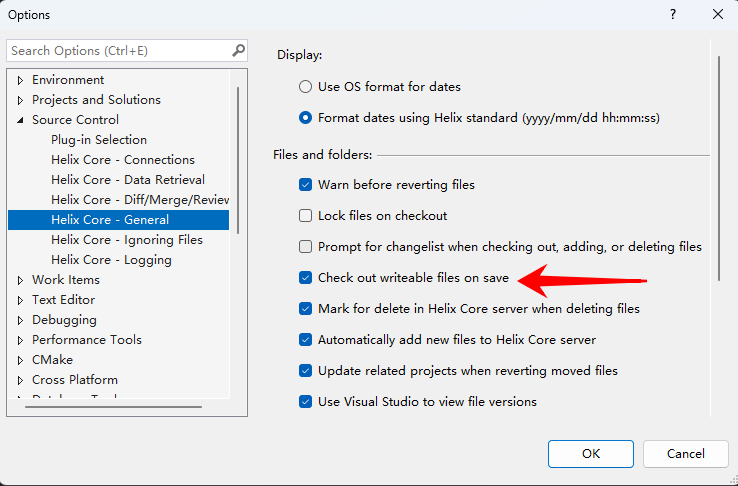 Options
?
Search Options (Ctrl+E)
Environment
Projects and Solutions
Source Control
Plug-in Selection
Helix Core - Connections
Helix Core - Data Retrieval
Helix Core - Diff/Merge/Review
Helix Core - General
Helix Core - Ignoring Files
Helix Core - Logging
Work Items
Text Editor
Debugging
Performance Tools
CMake
Cross Platform
Display:
Use OS format for dates
Format dates using Helix standard (yyyy/mm/dd hh:mm:ss)
Files and folders:
Warn before reverting files
Lock files on checkout
Prompt for changelist when checking out, adding, or deleting files
Check out writeable files on save
Mark for delete in Helix Core server when deleting files
Automatically add new files to Helix Core server
Update related projects when reverting moved files
Use Visual Studio to view file versions
OK
Cancel